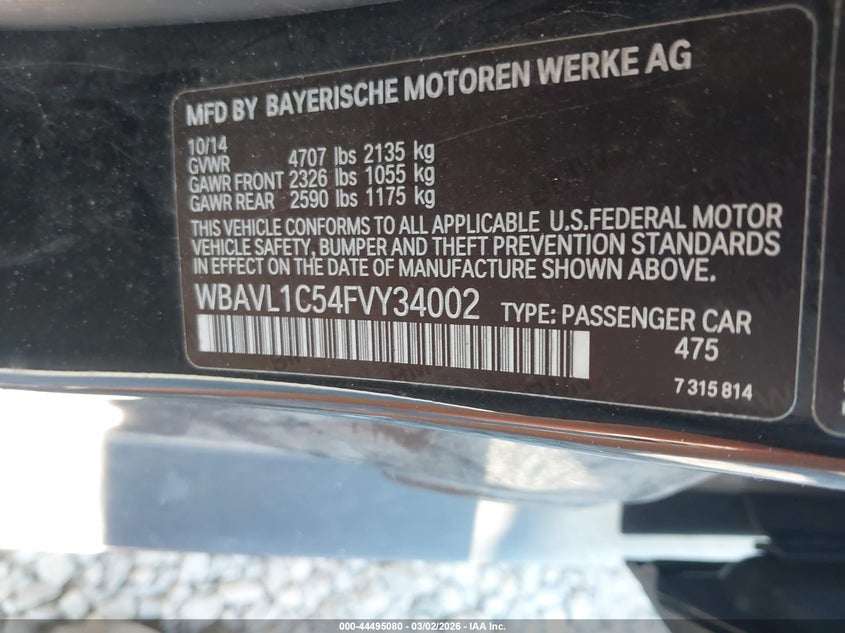 MFD BY BAYERISCHE MOTOREN WERKE AG
10/14
GVWR 4707 lbs 2135 kg
GAWR FRONT 2326 lbs 1055 kg
GAWR REAR 2590 lbs 1175 kg
THIS VEHICLE CONFORMS TO ALL APPLICABLE U.S.FEDERAL MOTOR
VEHICLE SAFETY, BUMPER AND THEFT PREVENTION STANDARDS
IN EFFECT ON THE DATE OF MANUFACTURE SHOWN ABOVE.
WBAVL1C54FVY34002 TYPE: PASSENGER CAR
475
7 315 814
000-44495080 - 03/02/2026 - IAA Inc.